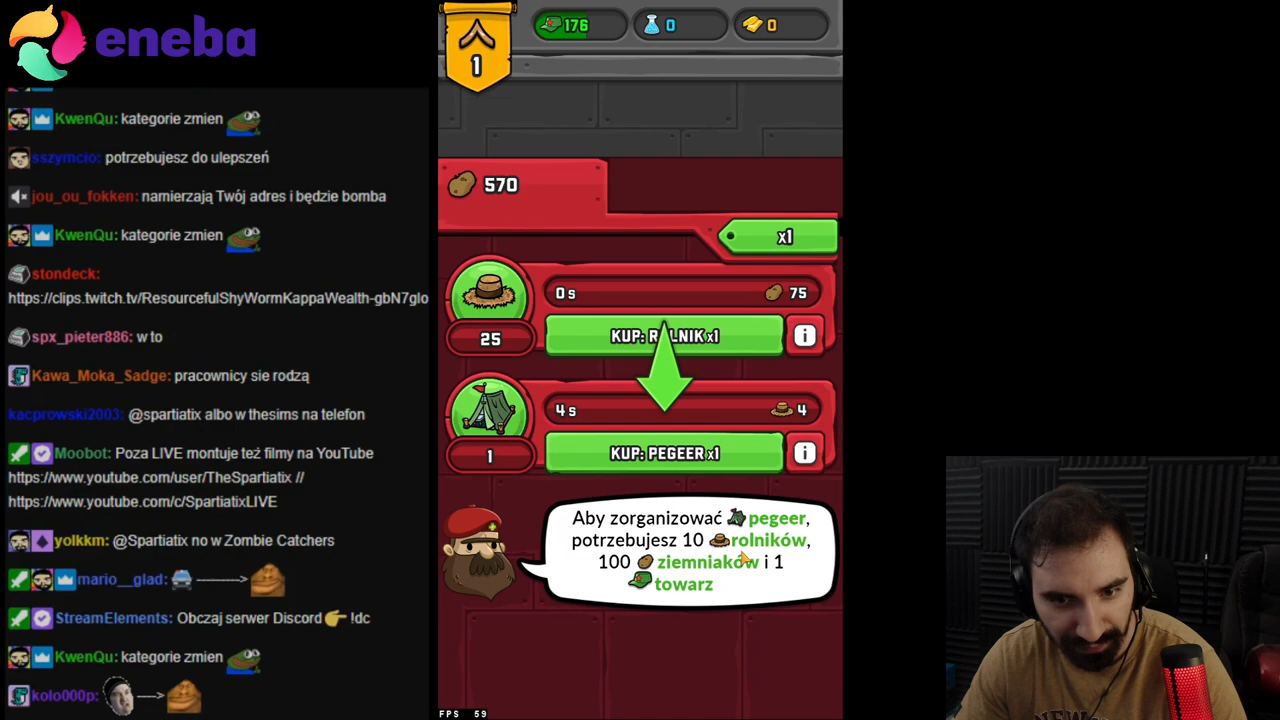 eneba
KwenQu: kategorie zmien
sszymcio: potrzebujesz do ulepszeń
jou_ou_fokken: namierzają Twój adres i będzie bomba
KwenQu: kategorie zmien
stondeck:
https://clips.twitch.tv/ResourcefulShyWormKappaWealth-gbN7glo
spx_pieter886: w to
Kawa_Moka_Sadge: pracownicy sie rodzą
kacprowski2003: @spartiatix albo w thesims na telefon
Moobot: Poza LIVE montuje też filmy na YouTube
https://www.youtube.com/user/TheSpartiatix //
https://www.youtube.com/c/SpartiatixLIVE
yolkkm: @Spartiatix no w Zombie Catchers
mario__glad: --------->
StreamElements: Obczaj serwer Discord !dc
KwenQu: kategorie zmien
kolo000p: ---->
1
176
0
0
570
x1
0 s
75
25
KUP: ROLNIK x1
i
4 s
4
1
KUP: PEGEER x1
i
Aby zorganizować pegeer,
potrzebujesz 10 rolników,
100 ziemniaków i 1
towarz
FPS 59